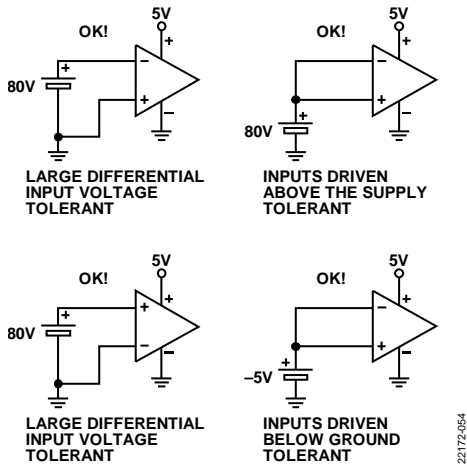 5V
OK!
+
−
+
80V
+
−
LARGE DIFFERENTIAL
INPUT VOLTAGE
TOLERANT
5V
OK!
+
−
+
+
80V
−
INPUTS DRIVEN
ABOVE THE SUPPLY
TOLERANT
5V
OK!
+
+
+
80V
−
−
LARGE DIFFERENTIAL
INPUT VOLTAGE
TOLERANT
5V
OK!
+
−
+
+
−5V
−
INPUTS DRIVEN
BELOW GROUND
TOLERANT
22172-054